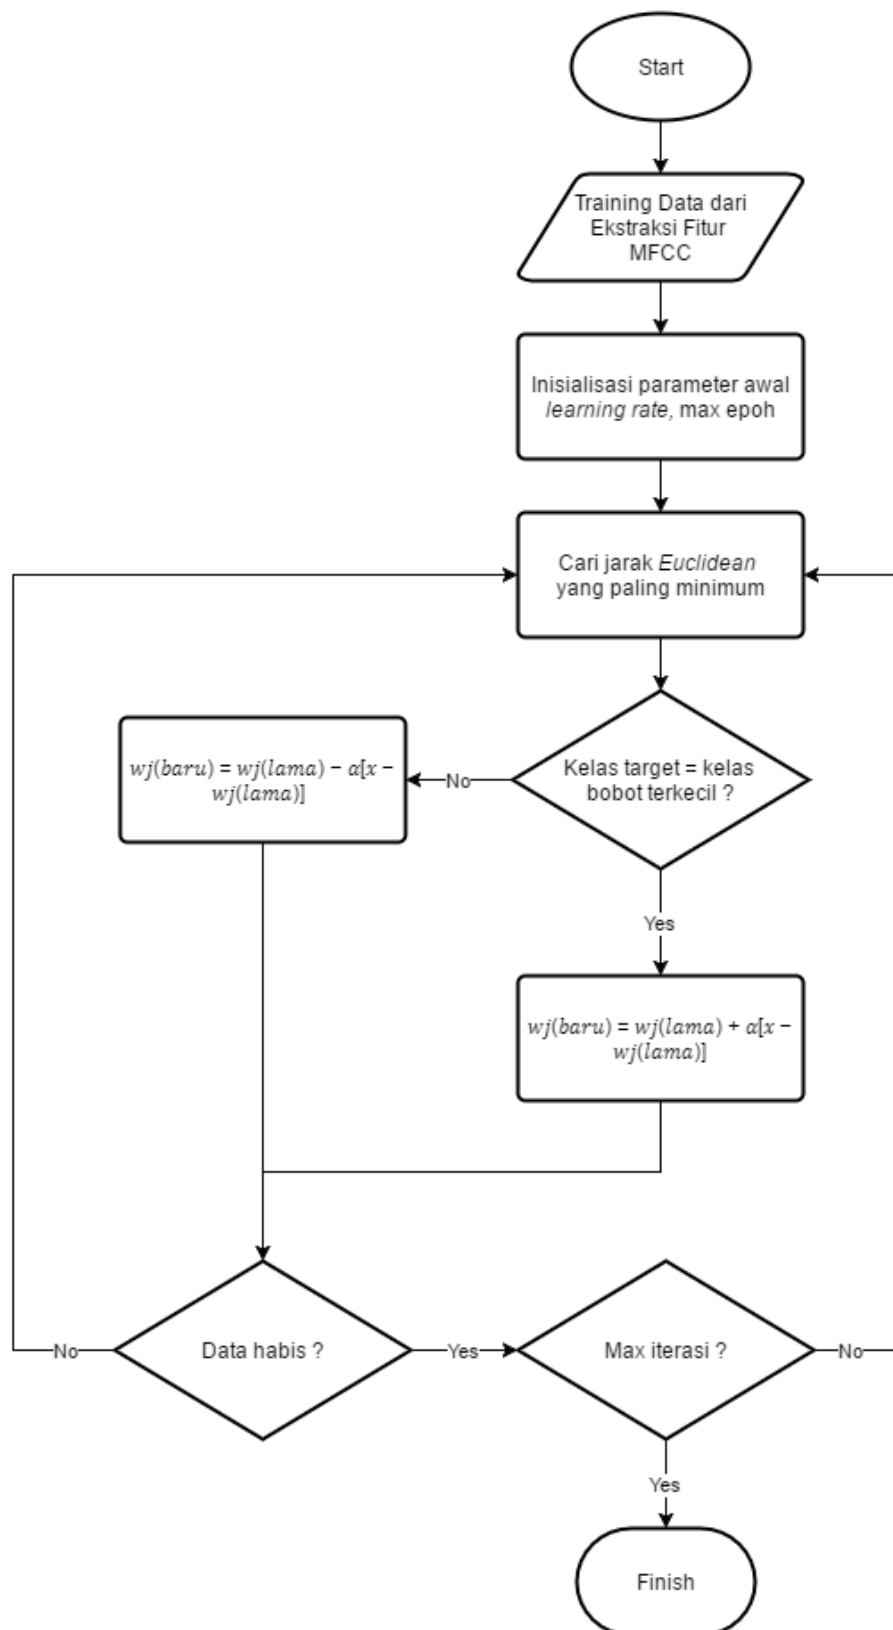 Start
Training Data dari
Ekstraksi Fitur
MFCC
Inisialisasi parameter awal
learning rate, max epoh
Cari jarak Euclidean
yang paling minimum
Kelas target = kelas
bobot terkecil ?
No
wj(baru) = wj(lama) − α[x −
wj(lama)]
Yes
wj(baru) = wj(lama) + α[x −
wj(lama)]
No
Data habis ?
Yes
Max iterasi ?
No
Yes
Finish